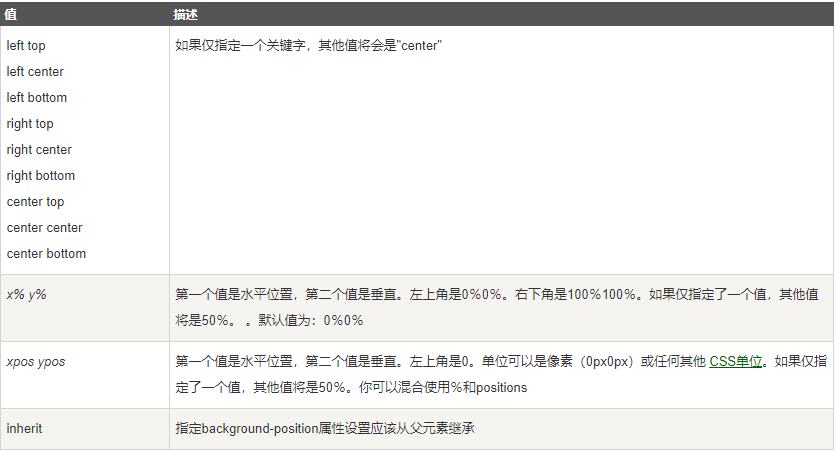 值 描述
left top 如果仅指定一个关键字，其他值将会是"center"
left center
left bottom
right top
right center
right bottom
center top
center center
center bottom
x% y% 第一个值是水平位置，第二个值是垂直。左上角是0％0％。右下角是100％100％。如果仅指定了一个值，其他值
将是50％。 。默认值为：0％0％
xpos ypos 第一个值是水平位置，第二个值是垂直。左上角是0。单位可以是像素（0px0px）或任何其他 CSS单位。如果仅指
定了一个值，其他值将是50％。你可以混合使用％和positions
inherit 指定background-position属性设置应该从父元素继承